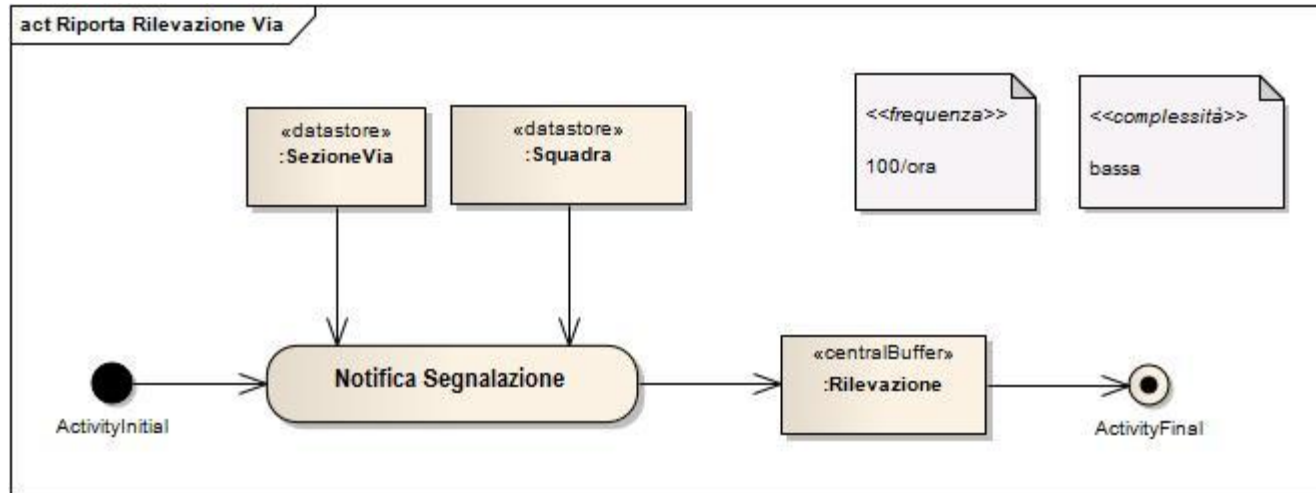 act Riporta Rilevazione Via
«datastore»
:SezioneVia
«datastore»
:Squadra
<<frequenza>>
100/ora
<<complessità>>
bassa
ActivityInitial
Notifica Segnalazione
«centralBuffer»
:Rilevazione
ActivityFinal